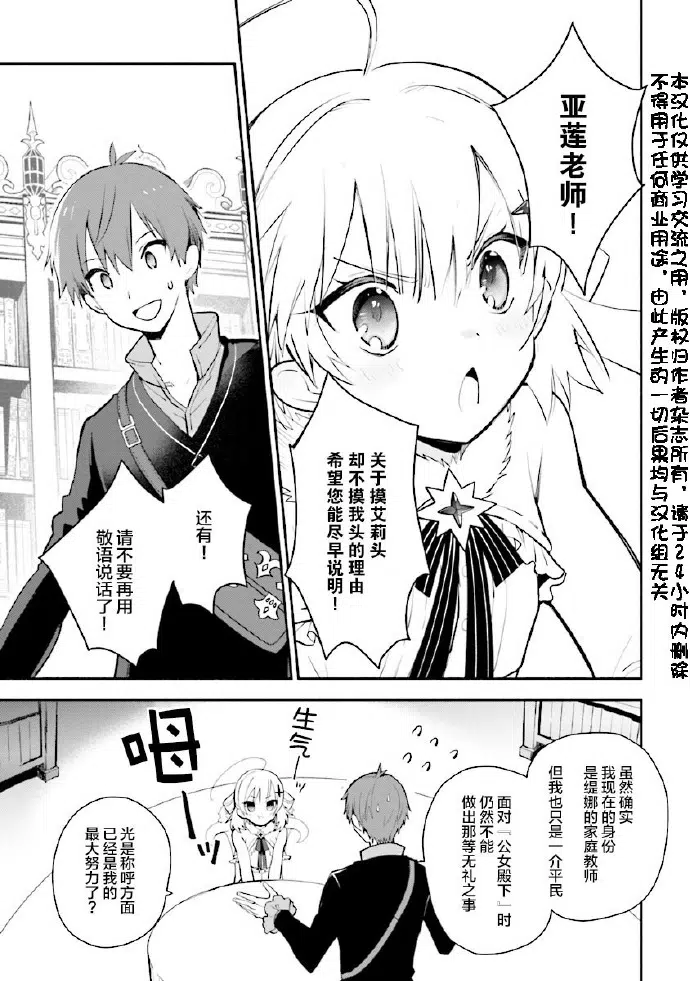 亚莲老师！
关于摸艾莉头
却不摸我头的理由
希望您能尽早说明！
还有！
请不要再用
敬语说话了！
虽然确实
我现在的身份
是缇娜的家庭教师
但我也只是一介平民
面对『公女殿下』时
仍然不能
做出那等无礼之事
生气
光是称呼方面
已经是我的
最大努力了？
本汉化仅供学习交流之用，版权归作者杂志所有，请于24小时内删除
不得用于任何商业用途，由此产生的一切后果均与汉化组无关